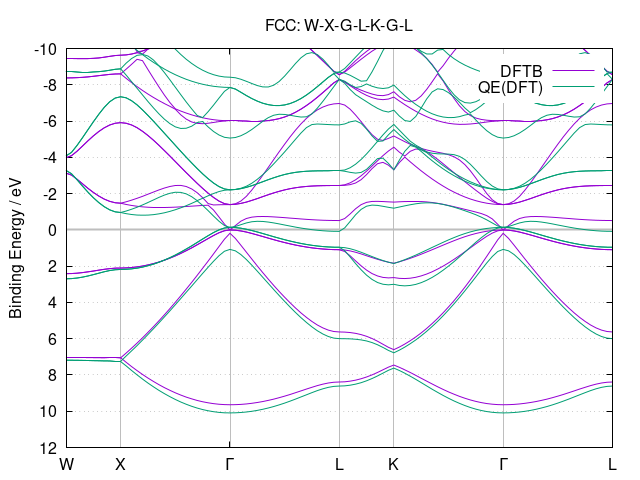 FCC: W-X-G-L-K-G-L
DFTB
QE(DFT)
Binding Energy / eV
-10
-8
-6
-4
-2
0
2
4
6
8
10
12
W X Γ L K Γ L